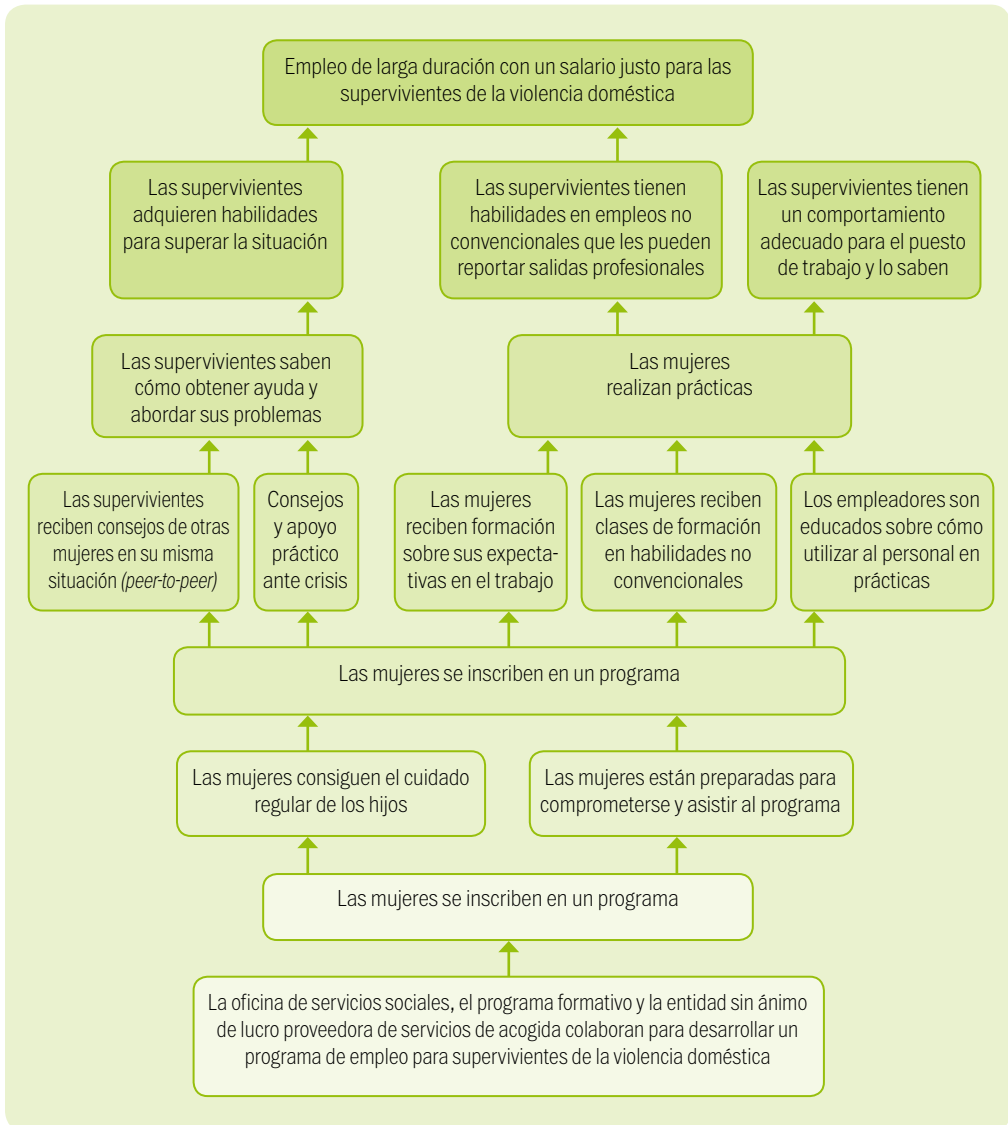 Empleo de larga duración con un salario justo para las
supervivientes de la violencia doméstica
Las supervivientes
adquieren habilidades
para superar la situación
Las supervivientes tienen
habilidades en empleos no
convencionales que les pueden
reportar salidas profesionales
Las supervivientes tienen
un comportamiento
adecuado para el puesto
de trabajo y lo saben
Las supervivientes saben
cómo obtener ayuda y
abordar sus problemas
Las mujeres
realizan prácticas
Las supervivientes
reciben consejos de otras
mujeres en su misma
situación (peer-to-peer)
Consejos
y apoyo
práctico
ante crisis
Las mujeres
reciben formación
sobre sus expecta-
tivas en el trabajo
Las mujeres reciben
clases de formación
en habilidades no
convencionales
Los empleadores son
educados sobre cómo
utilizar al personal en
prácticas
Las mujeres se inscriben en un programa
Las mujeres consiguen el cuidado
regular de los hijos
Las mujeres están preparadas para
comprometerse y asistir al programa
Las mujeres se inscriben en un programa
La oficina de servicios sociales, el programa formativo y la entidad sin ánimo
de lucro proveedora de servicios de acogida colaboran para desarrollar un
programa de empleo para supervivientes de la violencia doméstica